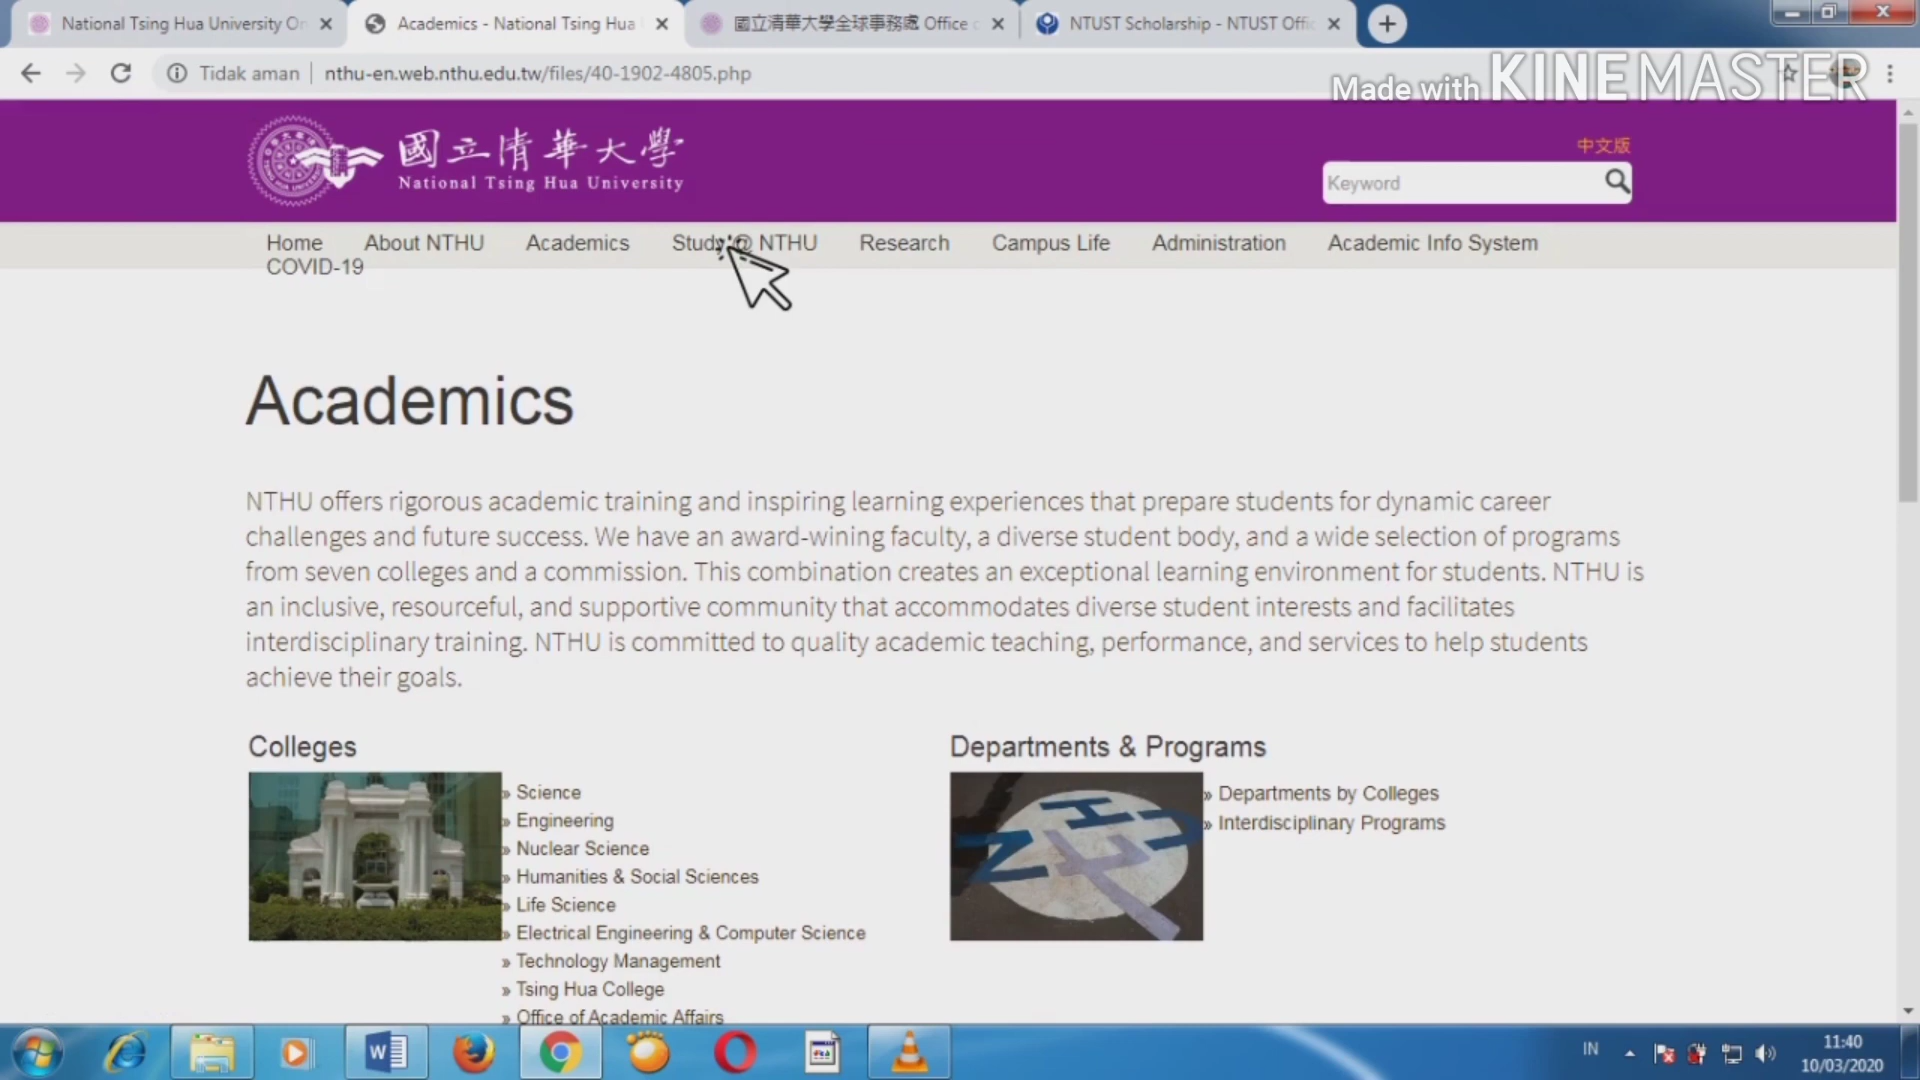 National Tsing Hua University On
Academics - National Tsing Hua
國立清華大學全球事務處 Office
NTUST Scholarship - NTUST Offic
Tidak aman
nthu-en.web.nthu.edu.tw/files/40-1902-4805.php
Made with KINEMASTER
國立清華大學
National Tsing Hua University
中文版
Keyword
Home About NTHU Academics Study @ NTHU Research Campus Life Administration Academic Info System
COVID-19
Academics
NTHU offers rigorous academic training and inspiring learning experiences that prepare students for dynamic career
challenges and future success. We have an award-wining faculty, a diverse student body, and a wide selection of programs
from seven colleges and a commission. This combination creates an exceptional learning environment for students. NTHU is
an inclusive, resourceful, and supportive community that accommodates diverse student interests and facilitates
interdisciplinary training. NTHU is committed to quality academic teaching, performance, and services to help students
achieve their goals.
Colleges
» Science
» Engineering
» Nuclear Science
» Humanities & Social Sciences
» Life Science
» Electrical Engineering & Computer Science
» Technology Management
» Tsing Hua College
» Office of Academic Affairs
Departments & Programs
NTHU
» Departments by Colleges
» Interdisciplinary Programs
IN
11:40
10/03/2020